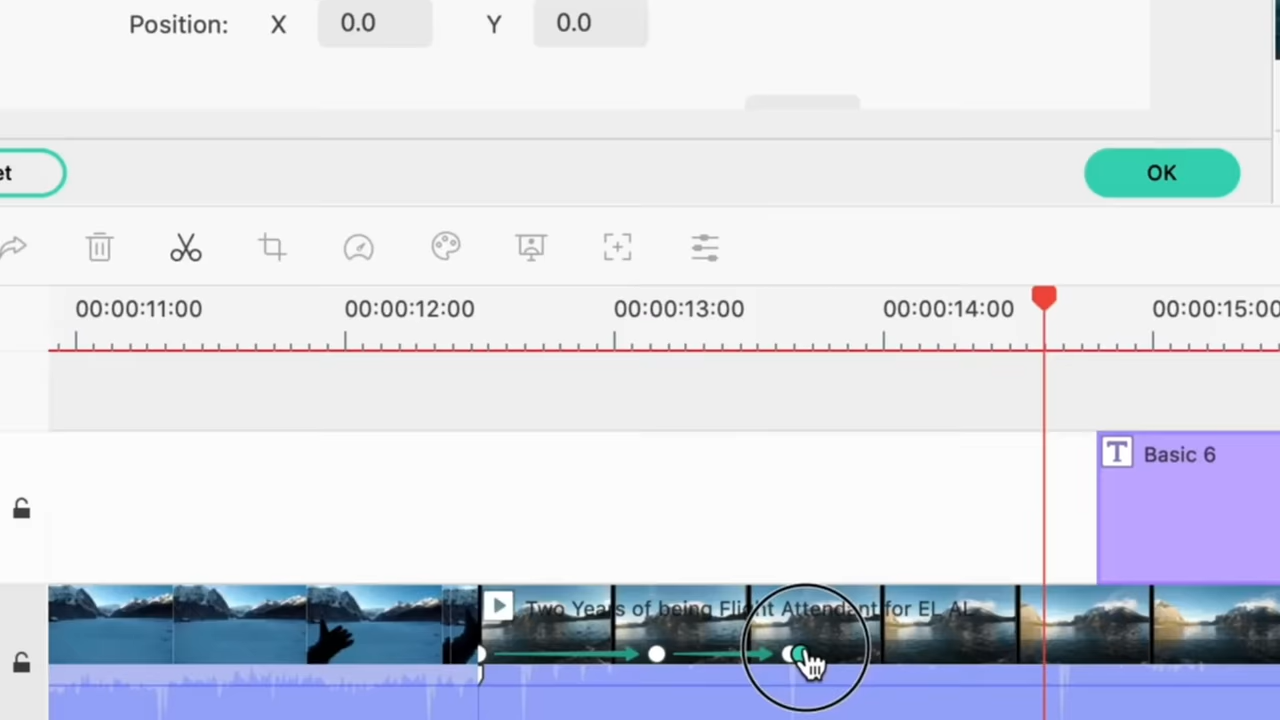 Position: X 0.0 Y 0.0
et OK
00:00:11:00 00:00:12:00 00:00:13:00 00:00:14:00 00:00:15:00
T Basic 6
Two Years of being Flight Attendant for EL AL